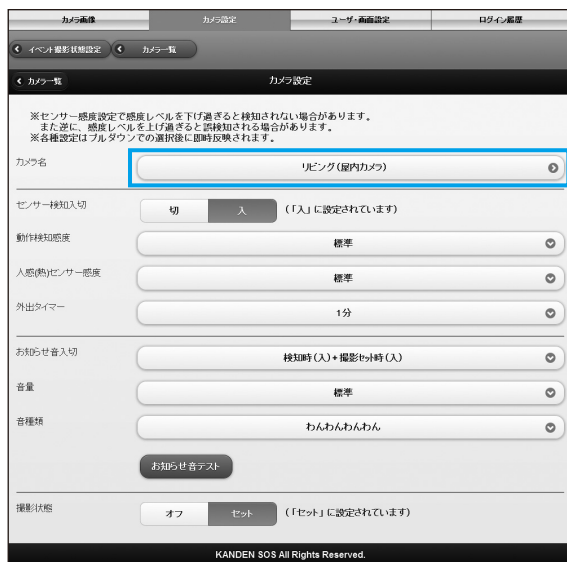 カメラ画像 カメラ設定 ユーザ・画面設定 ログイン履歴
イベント撮影状態設定 カメラ一覧
カメラ一覧 カメラ設定
※センサー感度設定で感度レベルを下げ過ぎると検知されない場合があります。
また逆に、感度レベルを上げ過ぎると誤検知される場合があります。
※各種設定はプルダウンでの選択後に即時反映されます。
カメラ名 リビング(屋内カメラ)
センサー検知入切 切 入 (「入」に設定されています)
動作検知感度 標準
人感(熱)センサー感度 標準
外出タイマー 1分
お知らせ音入切 検知時(入)+撮影セット時(入)
音量 標準
音種類 わんわんわんわん
お知らせ音テスト
撮影状態 オフ セット (「セット」に設定されています)
KANDEN SOS All Rights Reserved.